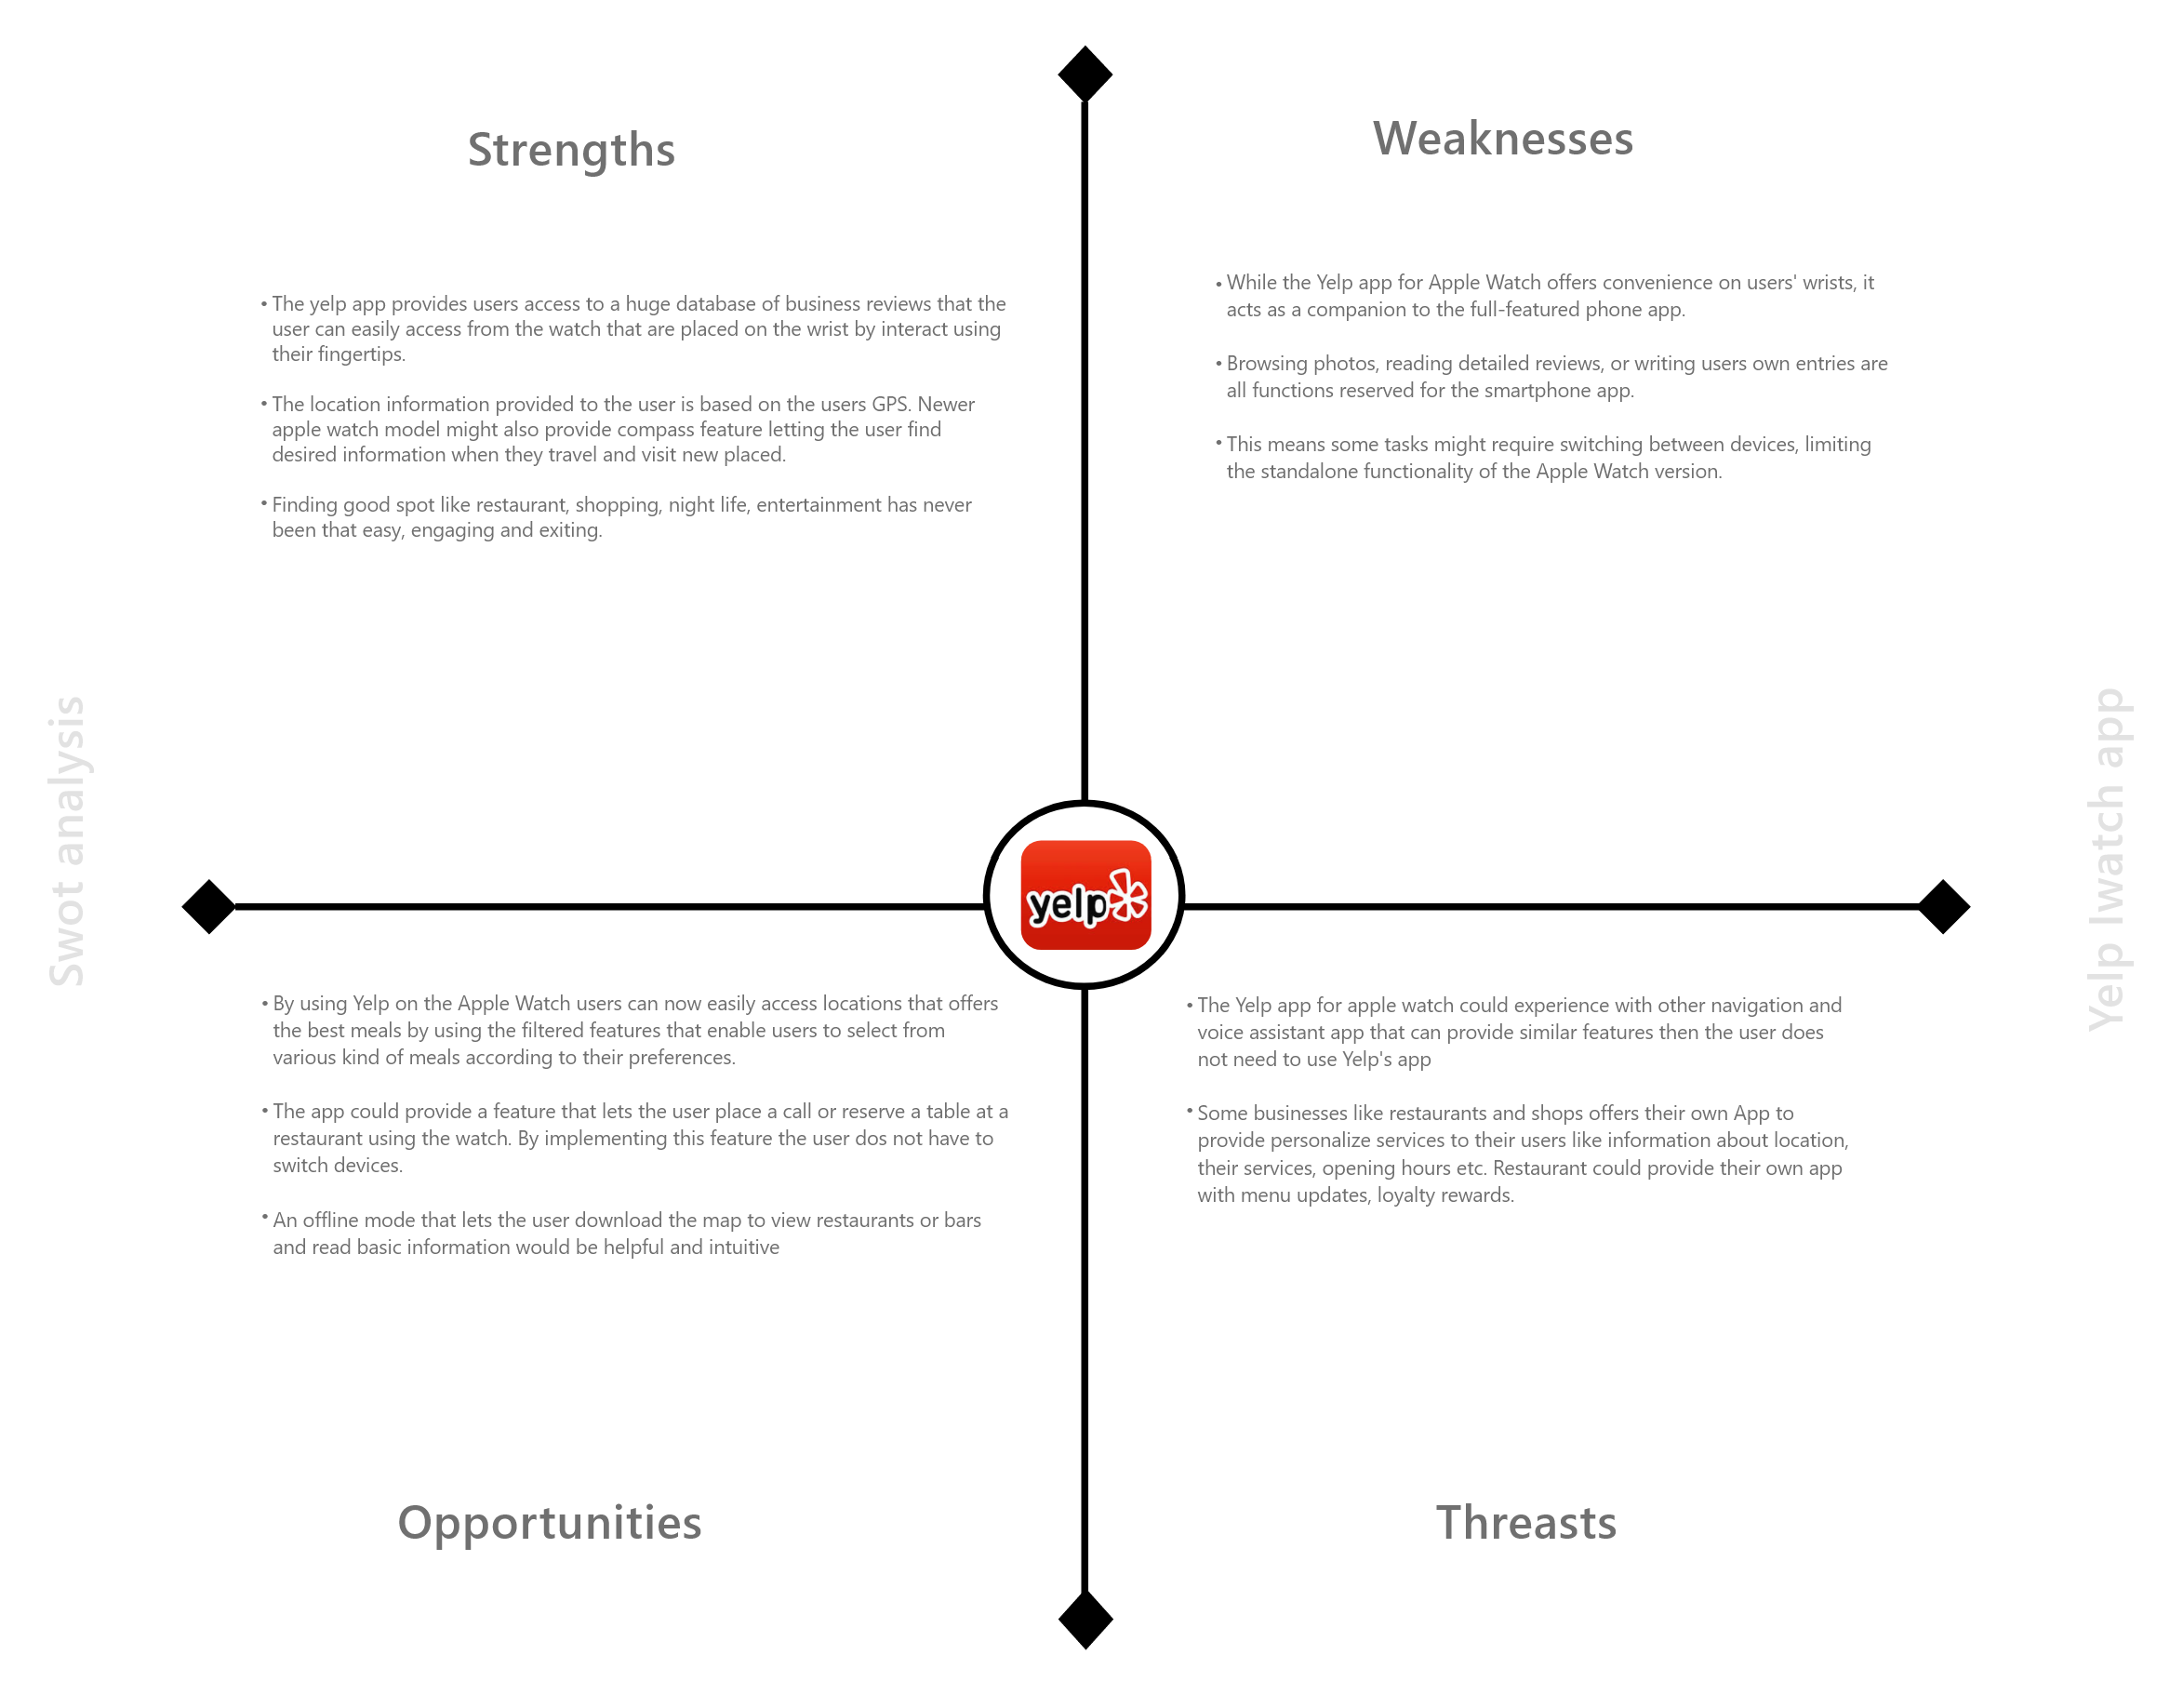 Strengths
• The yelp app provides users access to a huge database of business reviews that the
user can easily access from the watch that are placed on the wrist by interact using
their fingertips.
• The location information provided to the user is based on the users GPS. Newer
apple watch model might also provide compass feature letting the user find
desired information when they travel and visit new placed.
• Finding good spot like restaurant, shopping, night life, entertainment has never
been that easy, engaging and exiting.
Weaknesses
• While the Yelp app for Apple Watch offers convenience on users' wrists, it
acts as a companion to the full-featured phone app.
• Browsing photos, reading detailed reviews, or writing users own entries are
all functions reserved for the smartphone app.
• This means some tasks might require switching between devices, limiting
the standalone functionality of the Apple Watch version.
Swot analysis
yelp
Yelp Iwatch app
• By using Yelp on the Apple Watch users can now easily access locations that offers
the best meals by using the filtered features that enable users to select from
various kind of meals according to their preferences.
• The app could provide a feature that lets the user place a call or reserve a table at a
restaurant using the watch. By implementing this feature the user dos not have to
switch devices.
• An offline mode that lets the user download the map to view restaurants or bars
and read basic information would be helpful and intuitive
Opportunities
• The Yelp app for apple watch could experience with other navigation and
voice assistant app that can provide similar features then the user does
not need to use Yelp's app
• Some businesses like restaurants and shops offers their own App to
provide personalize services to their users like information about location,
their services, opening hours etc. Restaurant could provide their own app
with menu updates, loyalty rewards.
Threasts